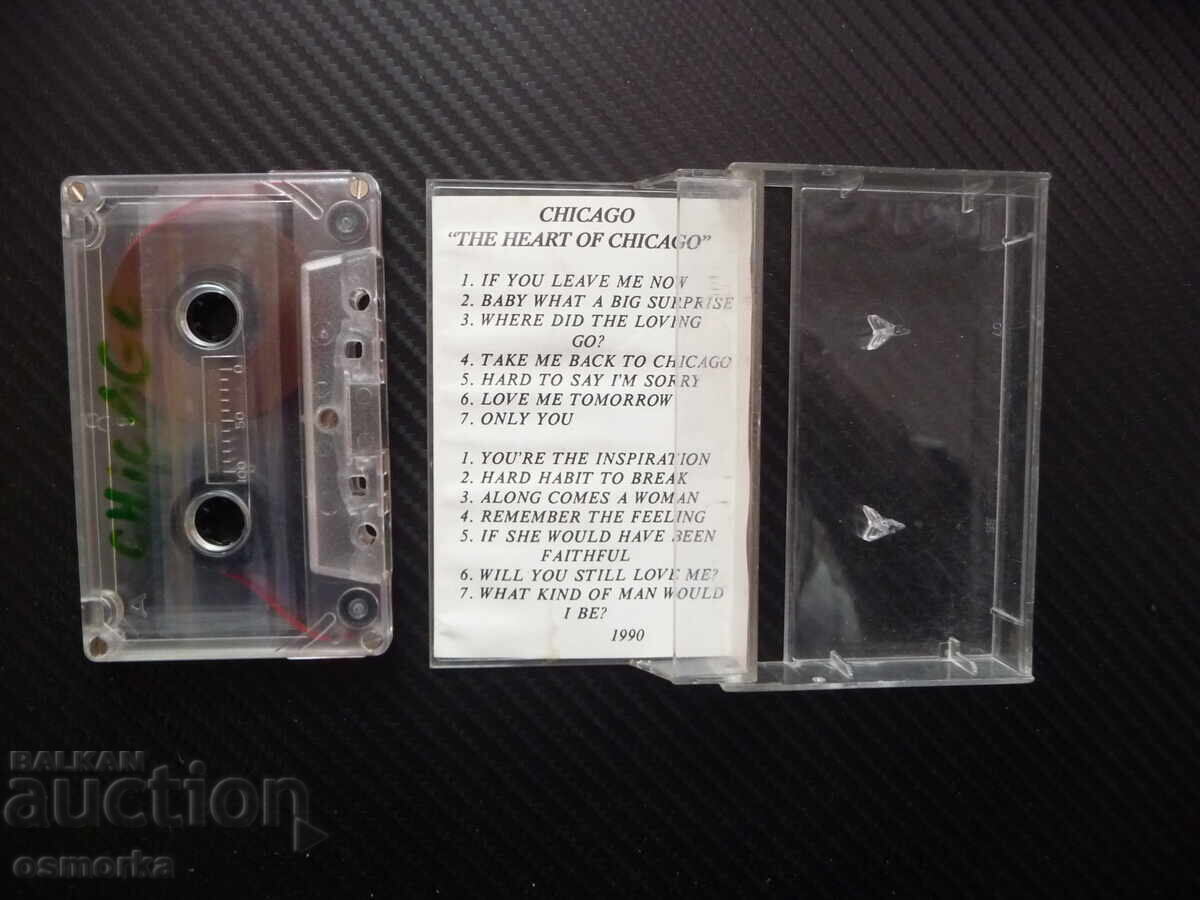 CHICAGO
A
0
50
100
CHICAGO
"THE HEART OF CHICAGO"
1. IF YOU LEAVE ME NOW
2. BABY WHAT A BIG SURPRISE
3. WHERE DID THE LOVING
GO?
4. TAKE ME BACK TO CHICAGO
5. HARD TO SAY I'M SORRY
6. LOVE ME TOMORROW
7. ONLY YOU
1. YOU'RE THE INSPIRATION
2. HARD HABIT TO BREAK
3. ALONG COMES A WOMAN
4. REMEMBER THE FEELING
5. IF SHE WOULD HAVE BEEN
FAITHFUL
6. WILL YOU STILL LOVE ME?
7. WHAT KIND OF MAN WOULD
I BE?
1990
BALKAN
auction
osmorka